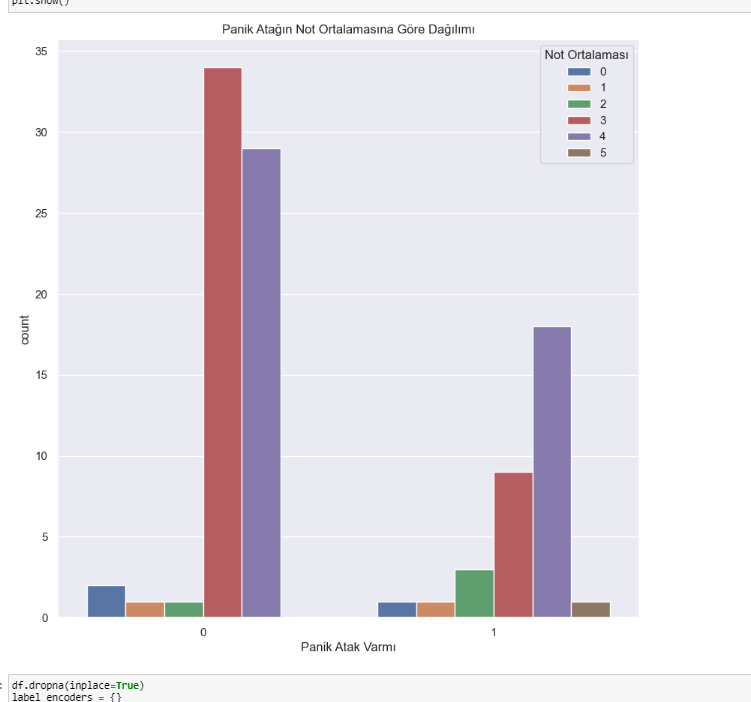 plt.show()
Panik Atağın Not Ortalamasına Göre Dağılımı
Not Ortalaması
0
1
2
3
4
5
35
30
25
20
15
10
5
0
count
0 1
Panik Atak Varmı
: df.dropna(inplace=True)
label_encoders = {}